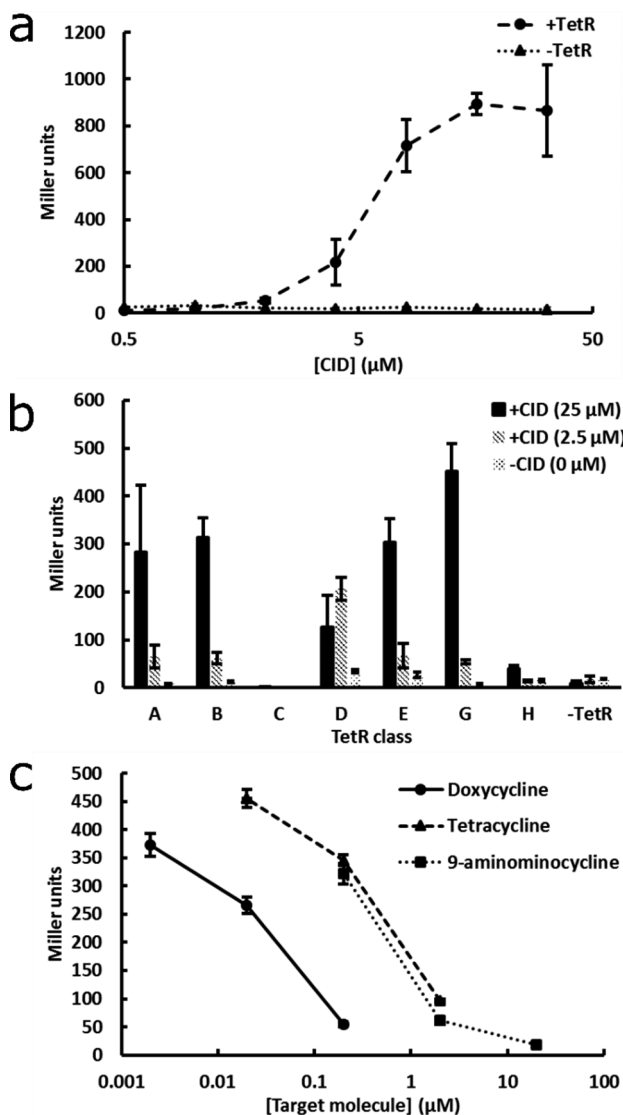 a
+TetR
-TetR
1200
1000
800
600
400
200
0
Miller units
0.5 5 50
[CID] (µM)
b
+CID (25 µM)
+CID (2.5 µM)
-CID (0 µM)
600
500
400
300
200
100
0
Miller units
A B C D E G H -TetR
TetR class
c
Doxycycline
Tetracycline
9-aminominocycline
500
450
400
350
300
250
200
150
100
50
0
Miller units
0.001 0.01 0.1 1 10 100
[Target molecule] (µM)